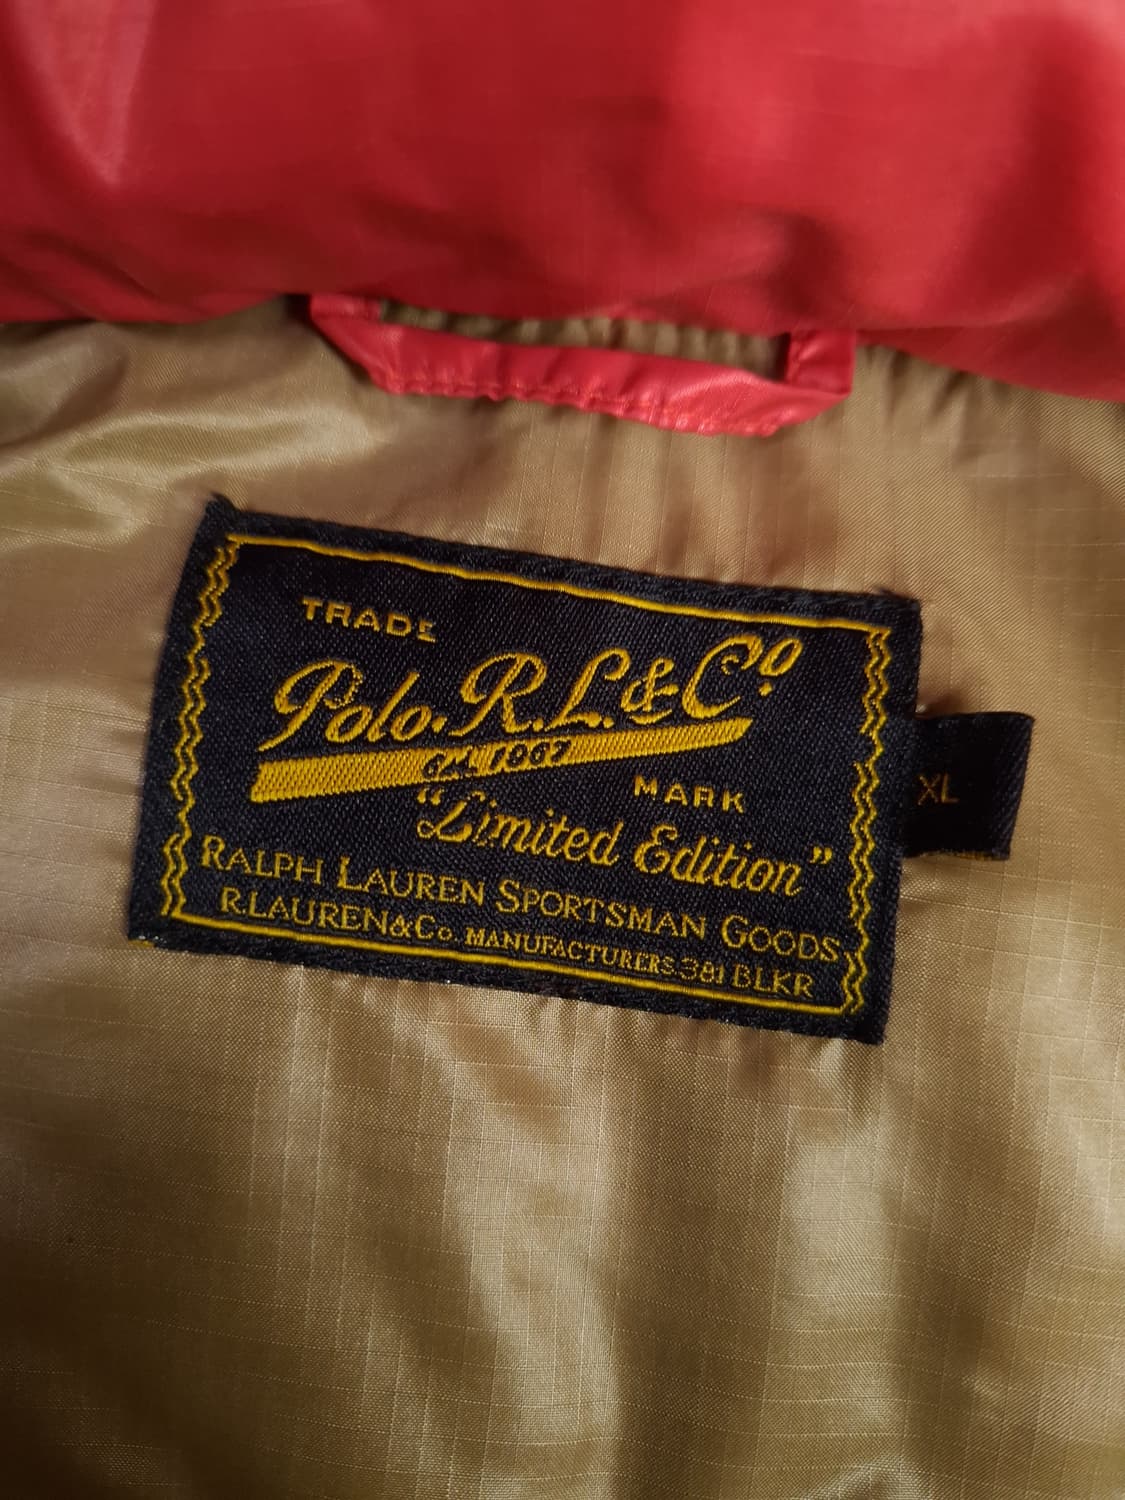 TRADE
Polo. R.L. & Co.
Est. 1967
MARK
XL
"Limited Edition"
RALPH LAUREN SPORTSMAN GOODS
R.LAUREN&Co. MANUFACTURERS.381 BLKR